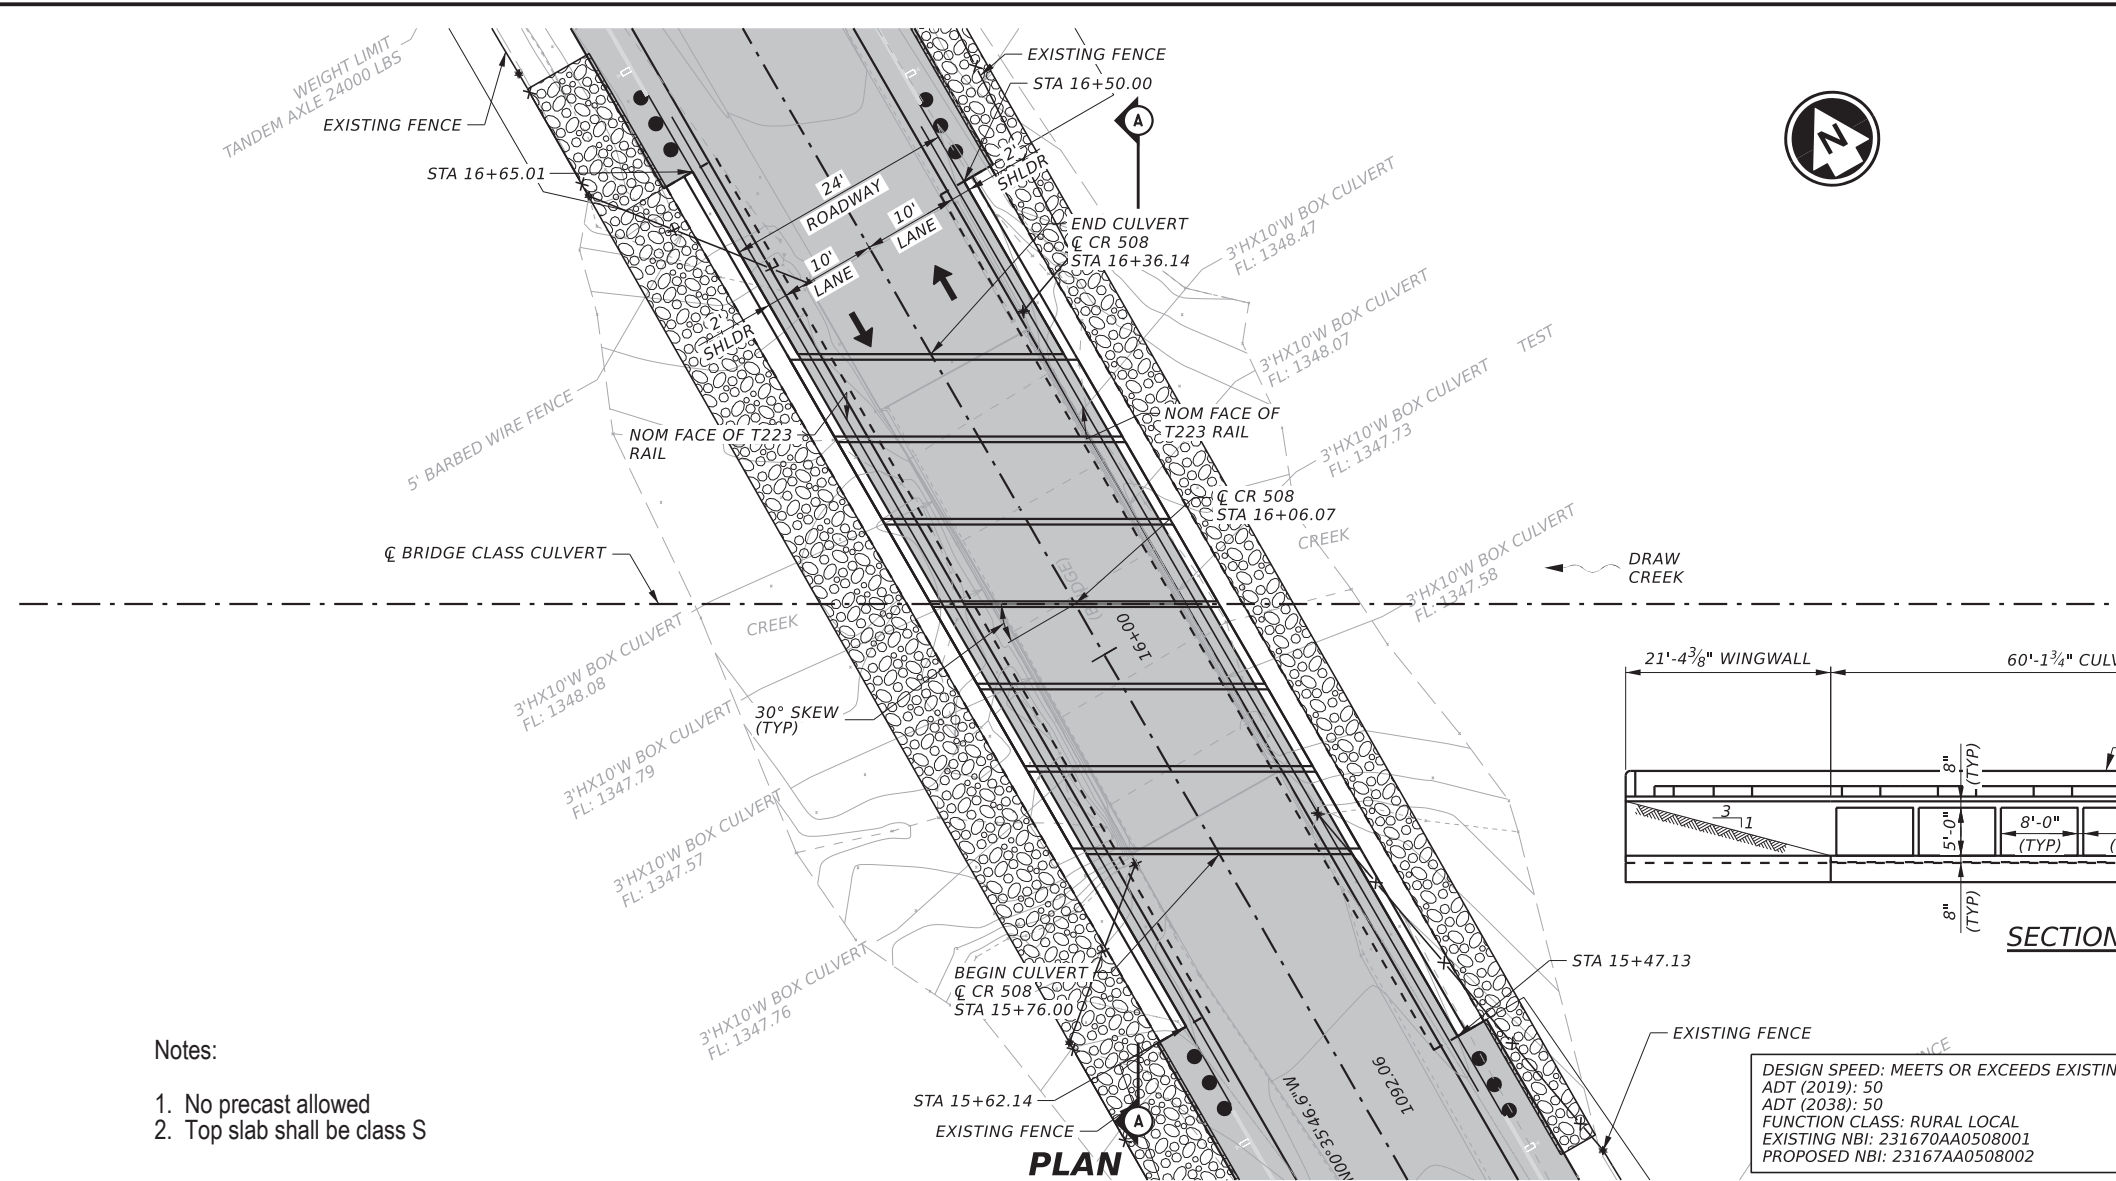 WEIGHT LIMIT
TANDEM AXLE 24000 LBS
EXISTING FENCE
STA 16+65.01
EXISTING FENCE
STA 16+50.00
A
N
24'
ROADWAY
10'
LANE
10'
LANE
2'
SHLDR
2'
SHLDR
END CULVERT
℄ CR 508
STA 16+36.14
3'HX10'W BOX CULVERT
FL: 1348.47
3'HX10'W BOX CULVERT
FL: 1348.07
TEST
3'HX10'W BOX CULVERT
FL: 1347.73
3'HX10'W BOX CULVERT
FL: 1347.58
5' BARBED WIRE FENCE
NOM FACE OF T223
RAIL
NOM FACE OF
T223 RAIL
℄ CR 508
STA 16+06.07
CREEK
DRAW
CREEK
℄ BRIDGE CLASS CULVERT
CREEK
16+00
3'HX10'W BOX CULVERT
FL: 1348.08
3'HX10'W BOX CULVERT
FL: 1347.79
3'HX10'W BOX CULVERT
FL: 1347.57
3'HX10'W BOX CULVERT
FL: 1347.76
30° SKEW
(TYP)
21'-4⅜" WINGWALL
60'-1¾" CULV
8"
(TYP)
3
1
5'-0"
8'-0"
(TYP)
(
8"
(TYP)
SECTION
BEGIN CULVERT
℄ CR 508
STA 15+76.00
STA 15+47.13
STA 15+62.14
EXISTING FENCE
A
EXISTING FENCE
NCE
1092.06
N00°35'46.6"W
PLAN
Notes:
1. No precast allowed
2. Top slab shall be class S
DESIGN SPEED: MEETS OR EXCEEDS EXISTIN
ADT (2019): 50
ADT (2038): 50
FUNCTION CLASS: RURAL LOCAL
EXISTING NBI: 231670AA0508001
PROPOSED NBI: 23167AA0508002